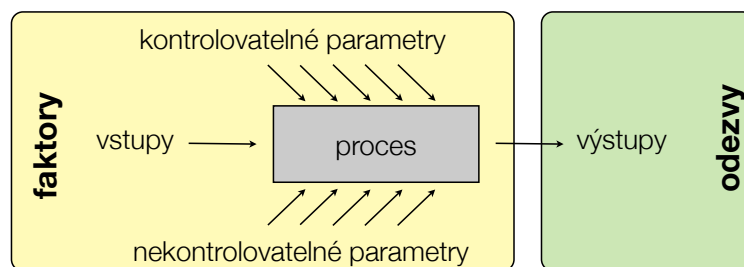 kontrolovatelné parametry
faktory
vstupy
proces
výstupy
odezvy
nekontrolovatelné parametry